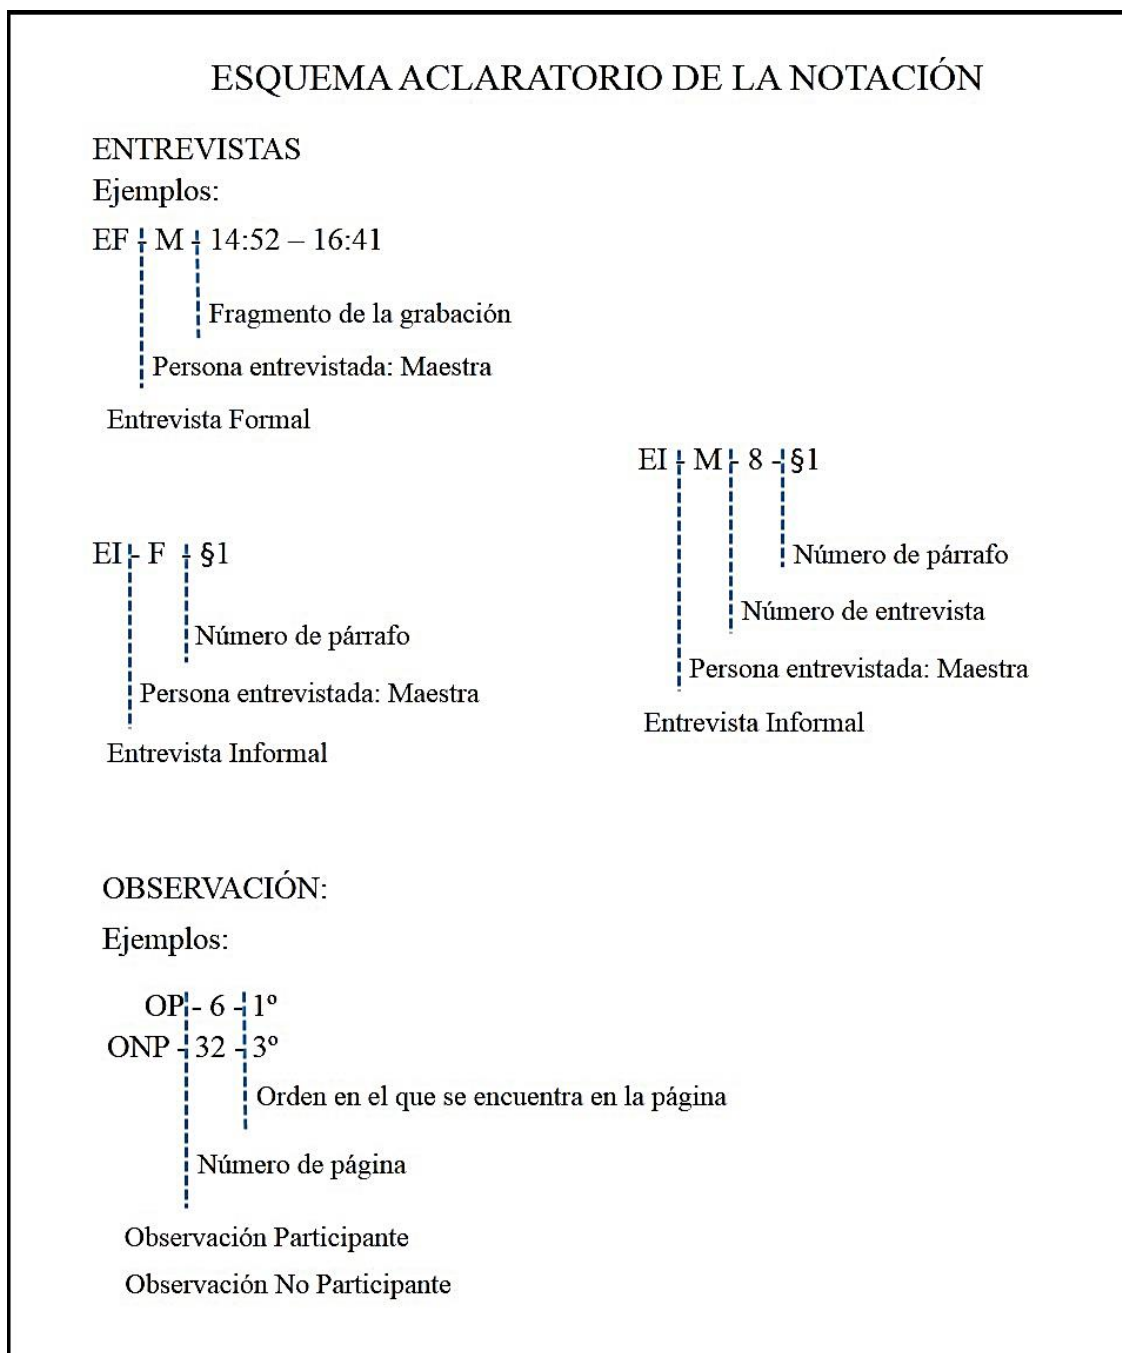 ESQUEMA ACLARATORIO DE LA NOTACIÓN
ENTREVISTAS
Ejemplos:
EF - M - 14:52 – 16:41
Fragmento de la grabación
Persona entrevistada: Maestra
Entrevista Formal
EI - M - 8 - §1
Número de párrafo
Número de entrevista
Persona entrevistada: Maestra
Entrevista Informal
EI - F - §1
Número de párrafo
Persona entrevistada: Maestra
Entrevista Informal
OBSERVACIÓN:
Ejemplos:
OP - 6 - 1º
ONP - 32 - 3º
Orden en el que se encuentra en la página
Número de página
Observación Participante
Observación No Participante